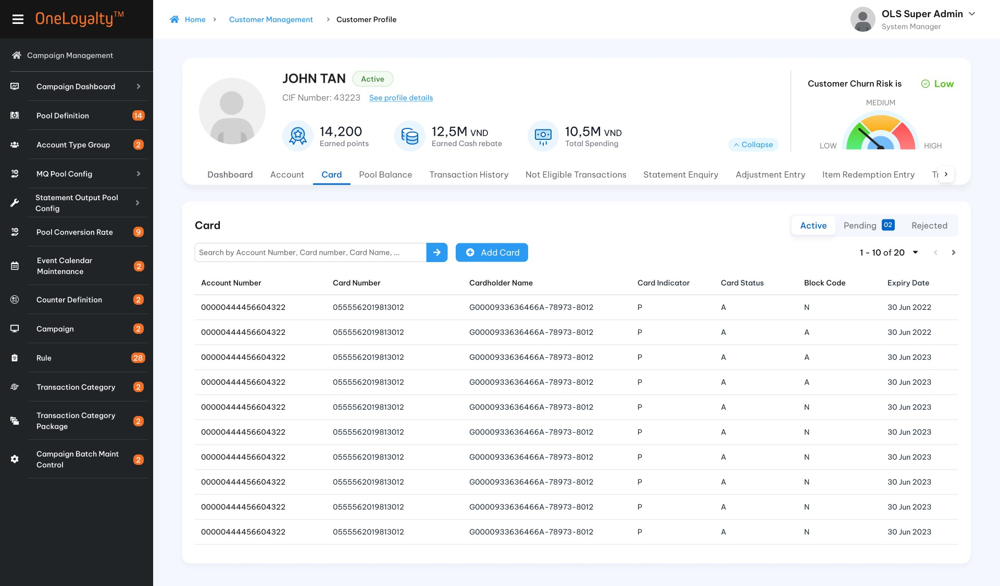 OneLoyalty™
Home
Customer Management
Customer Profile
OLS Super Admin
System Manager
Campaign Management
Campaign Dashboard
Pool Definition 14
Account Type Group 2
MQ Pool Config
Statement Output Pool
Config
Pool Conversion Rate 9
Event Calendar
Maintenance 2
Counter Definition 2
Campaign 2
Rule 28
Transaction Category 2
Transaction Category
Package 2
Campaign Batch Maint
Control 2
JOHN TAN Active
CIF Number: 43223 See profile details
14,200
Earned points
12,5M VND
Earned Cash rebate
10,5M VND
Total Spending
Collapse
Customer Churn Risk is Low
MEDIUM
LOW
HIGH
Dashboard Account Card Pool Balance Transaction History Not Eligible Transactions Statement Enquiry Adjustment Entry Item Redemption Entry
Card
Active Pending 02 Rejected
Search by Account Number, Card number, Card Name, ...
Add Card
1 - 10 of 20
Account Number Card Number Cardholder Name Card Indicator Card Status Block Code Expiry Date
00000444456604322 0555562019813012 G0000933636466A-78973-8012 P A N 30 Jun 2022
00000444456604322 0555562019813012 G0000933636466A-78973-8012 P A A 30 Jun 2022
00000444456604322 0555562019813012 G0000933636466A-78973-8012 P A A 30 Jun 2023
00000444456604322 0555562019813012 G0000933636466A-78973-8012 P A A 30 Jun 2023
00000444456604322 0555562019813012 G0000933636466A-78973-8012 P A N 30 Jun 2023
00000444456604322 0555562019813012 G0000933636466A-78973-8012 P A N 30 Jun 2023
00000444456604322 0555562019813012 G0000933636466A-78973-8012 P A N 30 Jun 2023
00000444456604322 0555562019813012 G0000933636466A-78973-8012 P A N 30 Jun 2023
00000444456604322 0555562019813012 G0000933636466A-78973-8012 P A N 30 Jun 2023
00000444456604322 0555562019813012 G0000933636466A-78973-8012 P A N 30 Jun 2023